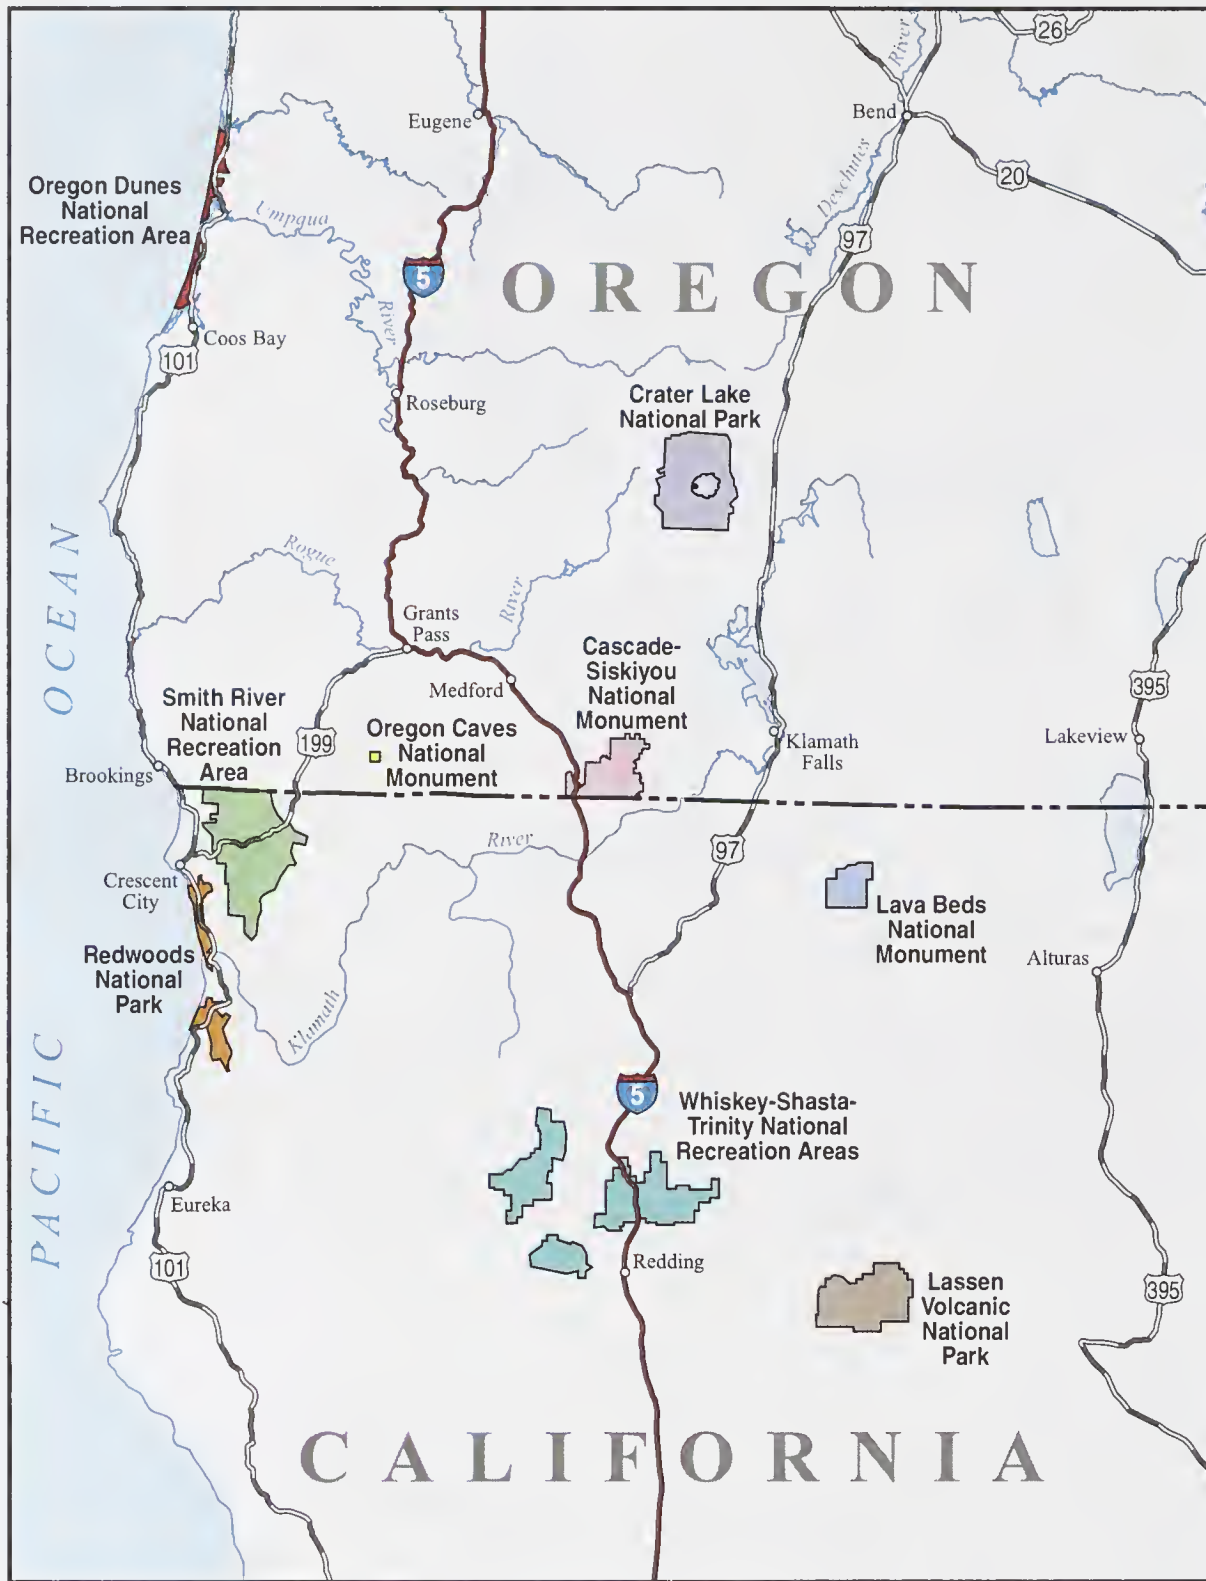 26
River
Eugene
Bend
Oregon Dunes
National
Recreation Area
20
Deschutes
Umpqua
97
5
OREGON
River
Coos Bay
101
Crater Lake
National Park
Roseburg
OCEAN
Rogue
River
Grants
Pass
Cascade-
Siskiyou
National
Monument
Medford
395
Smith River
National
Recreation
Area
199
Oregon Caves
National
Monument
Klamath
Falls
Lakeview
Brookings
River
97
Crescent
City
Lava Beds
National
Monument
Redwoods
National
Park
Alturas
Klamath
PACIFIC
5
Whiskey-Shasta-
Trinity National
Recreation Areas
Eureka
101
Redding
Lassen
Volcanic
National
Park
395
CALIFORNIA